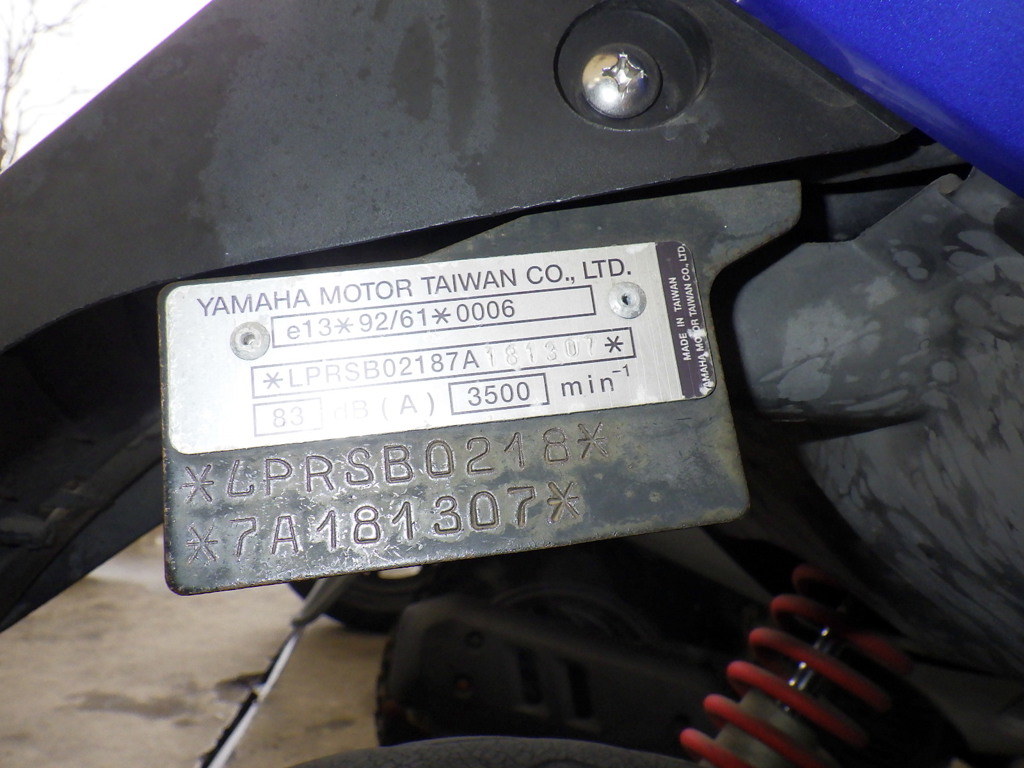 YAMAHA MOTOR TAIWAN CO., LTD.
e13*92/61*0006
*LPRSB02187A181307*
83 dB (A) 3500 min-1
MADE IN TAIWAN
YAMAHA MOTOR TAIWAN CO., LTD.
*LPRSB0218*
*7A181307*